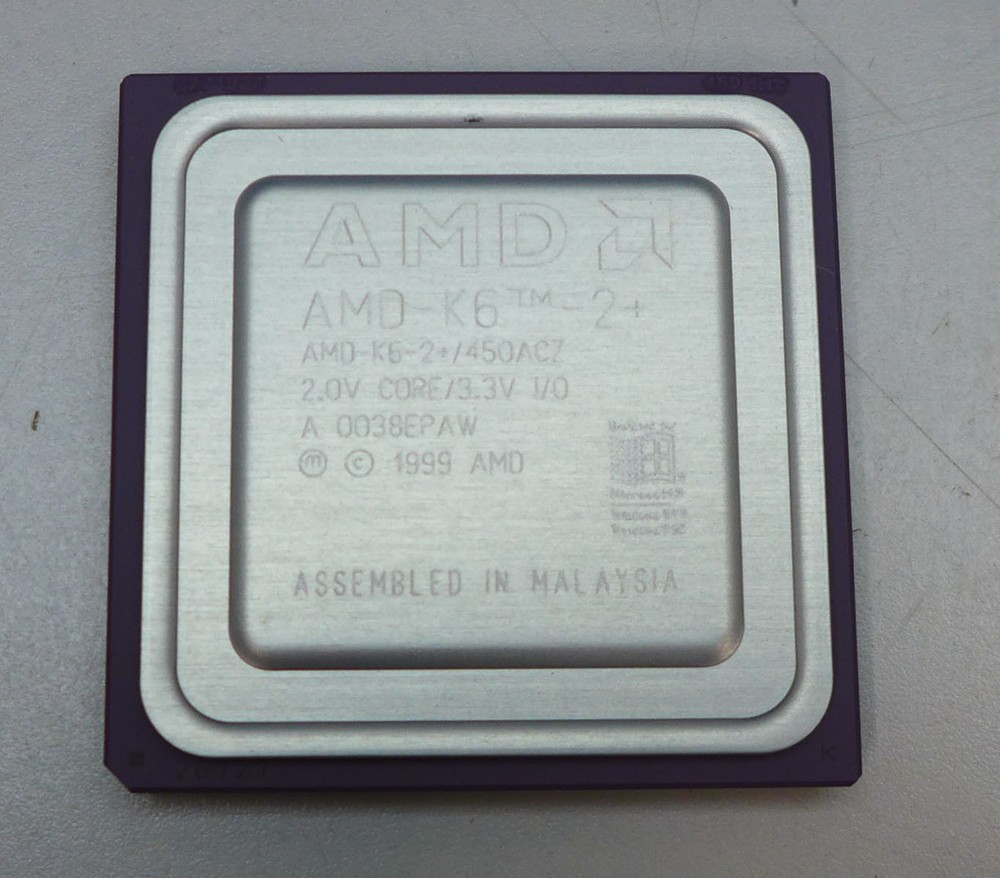 AMD
AMD-K6™-2+
AMD-K6-2+/450ACZ
2.0V CORE/3.3V I/O
A 0038EPAW
ⓜ © 1999 AMD
ASSEMBLED IN MALAYSIA
K